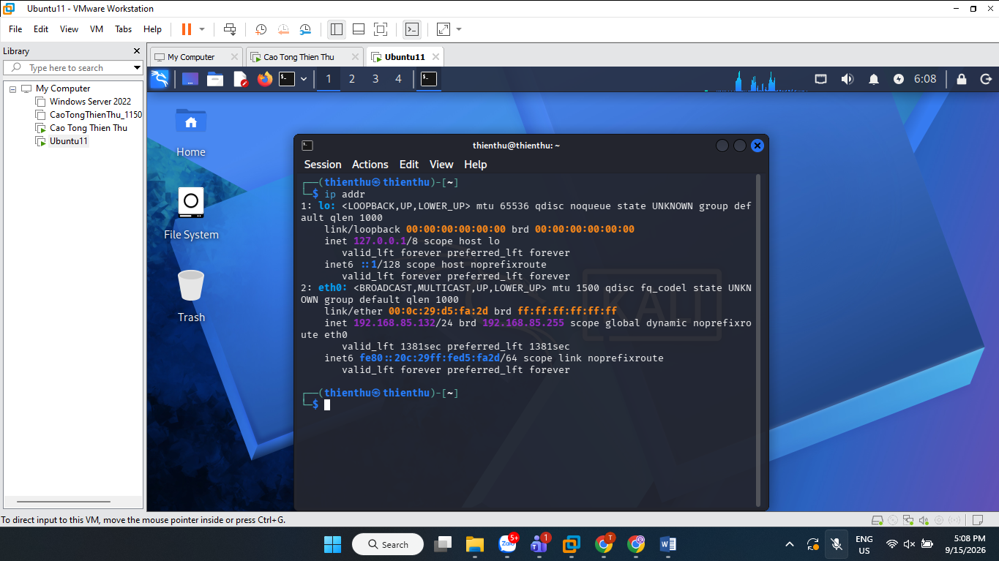 Ubuntu11 - VMware Workstation
File Edit View VM Tabs Help
Library
Type here to search
My Computer
Windows Server 2022
CaoTongThienThu_1150
Cao Tong Thien Thu
Ubuntu11
My Computer Cao Tong Thien Thu Ubuntu11
1 2 3 4 6:08
Home
File System
Trash
thienthu@thienthu: ~
Session Actions Edit View Help
┌──(thienthu㉿thienthu)-[~]
└─$ ip addr
1: lo: <LOOPBACK,UP,LOWER_UP> mtu 65536 qdisc noqueue state UNKNOWN group def
ault qlen 1000
link/loopback 00:00:00:00:00:00 brd 00:00:00:00:00:00
inet 127.0.0.1/8 scope host lo
valid_lft forever preferred_lft forever
inet6 ::1/128 scope host noprefixroute
valid_lft forever preferred_lft forever
2: eth0: <BROADCAST,MULTICAST,UP,LOWER_UP> mtu 1500 qdisc fq_codel state UNKN
OWN group default qlen 1000
link/ether 00:0c:29:d5:fa:2d brd ff:ff:ff:ff:ff:ff
inet 192.168.85.132/24 brd 192.168.85.255 scope global dynamic noprefixro
ute eth0
valid_lft 1381sec preferred_lft 1381sec
inet6 fe80::20c:29ff:fed5:fa2d/64 scope link noprefixroute
valid_lft forever preferred_lft forever
┌──(thienthu㉿thienthu)-[~]
└─$
KALI
To direct input to this VM, move the mouse pointer inside or press Ctrl+G.
Search
Zalo
5+
1
T
ENG
US
5:08 PM
9/15/2026